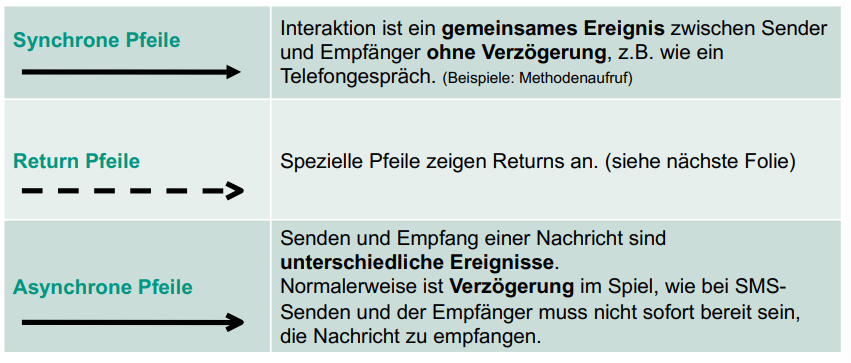 Synchrone Pfeile
Interaktion ist ein gemeinsames Ereignis zwischen Sender
und Empfänger ohne Verzögerung, z.B. wie ein
Telefongespräch. (Beispiele: Methodenaufruf)
Return Pfeile
Spezielle Pfeile zeigen Returns an. (siehe nächste Folie)
Asynchrone Pfeile
Senden und Empfang einer Nachricht sind
unterschiedliche Ereignisse.
Normalerweise ist Verzögerung im Spiel, wie bei SMS-
Senden und der Empfänger muss nicht sofort bereit sein,
die Nachricht zu empfangen.